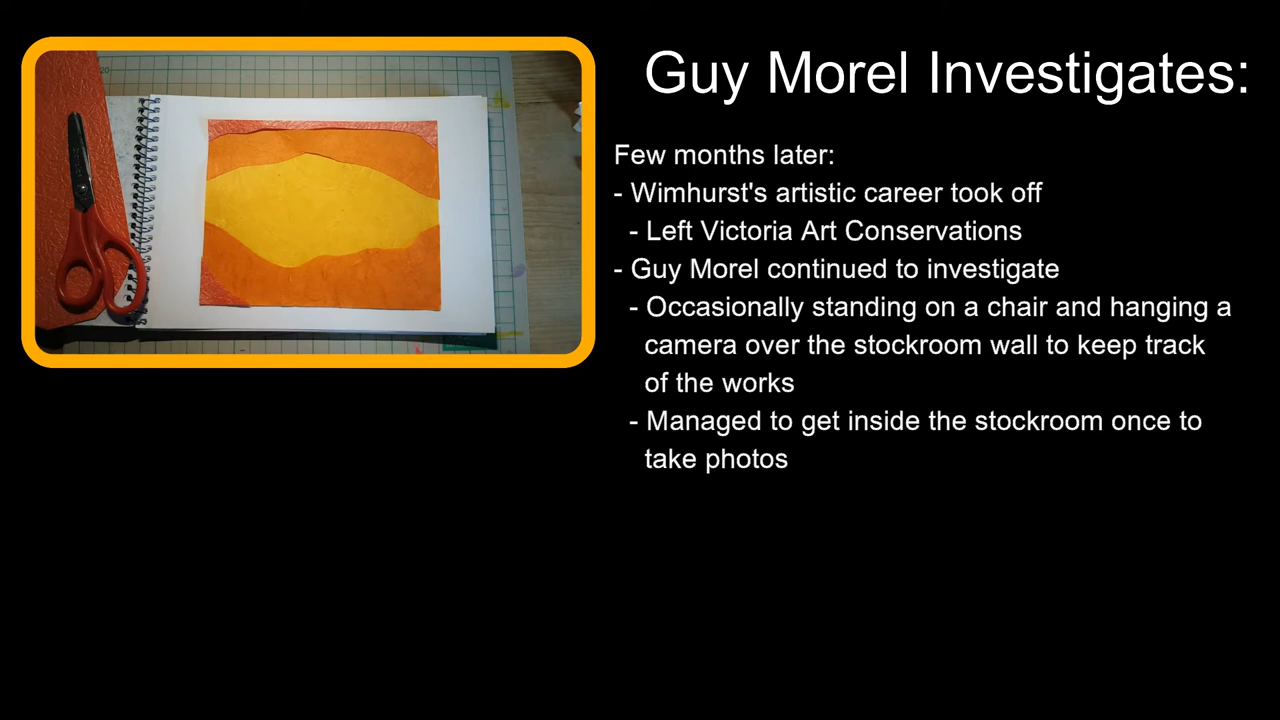 Guy Morel Investigates:
Few months later:
- Wimhurst's artistic career took off
- Left Victoria Art Conservations
- Guy Morel continued to investigate
- Occasionally standing on a chair and hanging a
camera over the stockroom wall to keep track
of the works
- Managed to get inside the stockroom once to
take photos